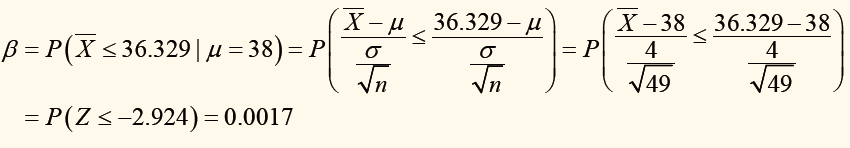 β = P(X̄ ≤ 36.329 | μ = 38) = P((X̄ − μ)/(σ/√n) ≤ (36.329 − μ)/(σ/√n)) = P((X̄ − 38)/(4/√49) ≤ (36.329 − 38)/(4/√49))
= P(Z ≤ −2.924) = 0.0017